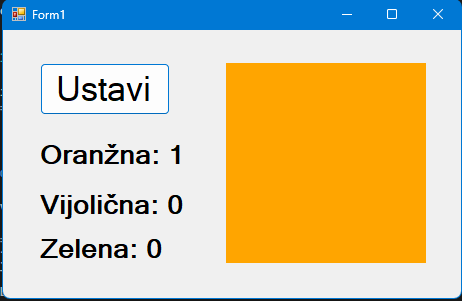 Form1
Ustavi
Oranžna: 1
Vijolična: 0
Zelena: 0